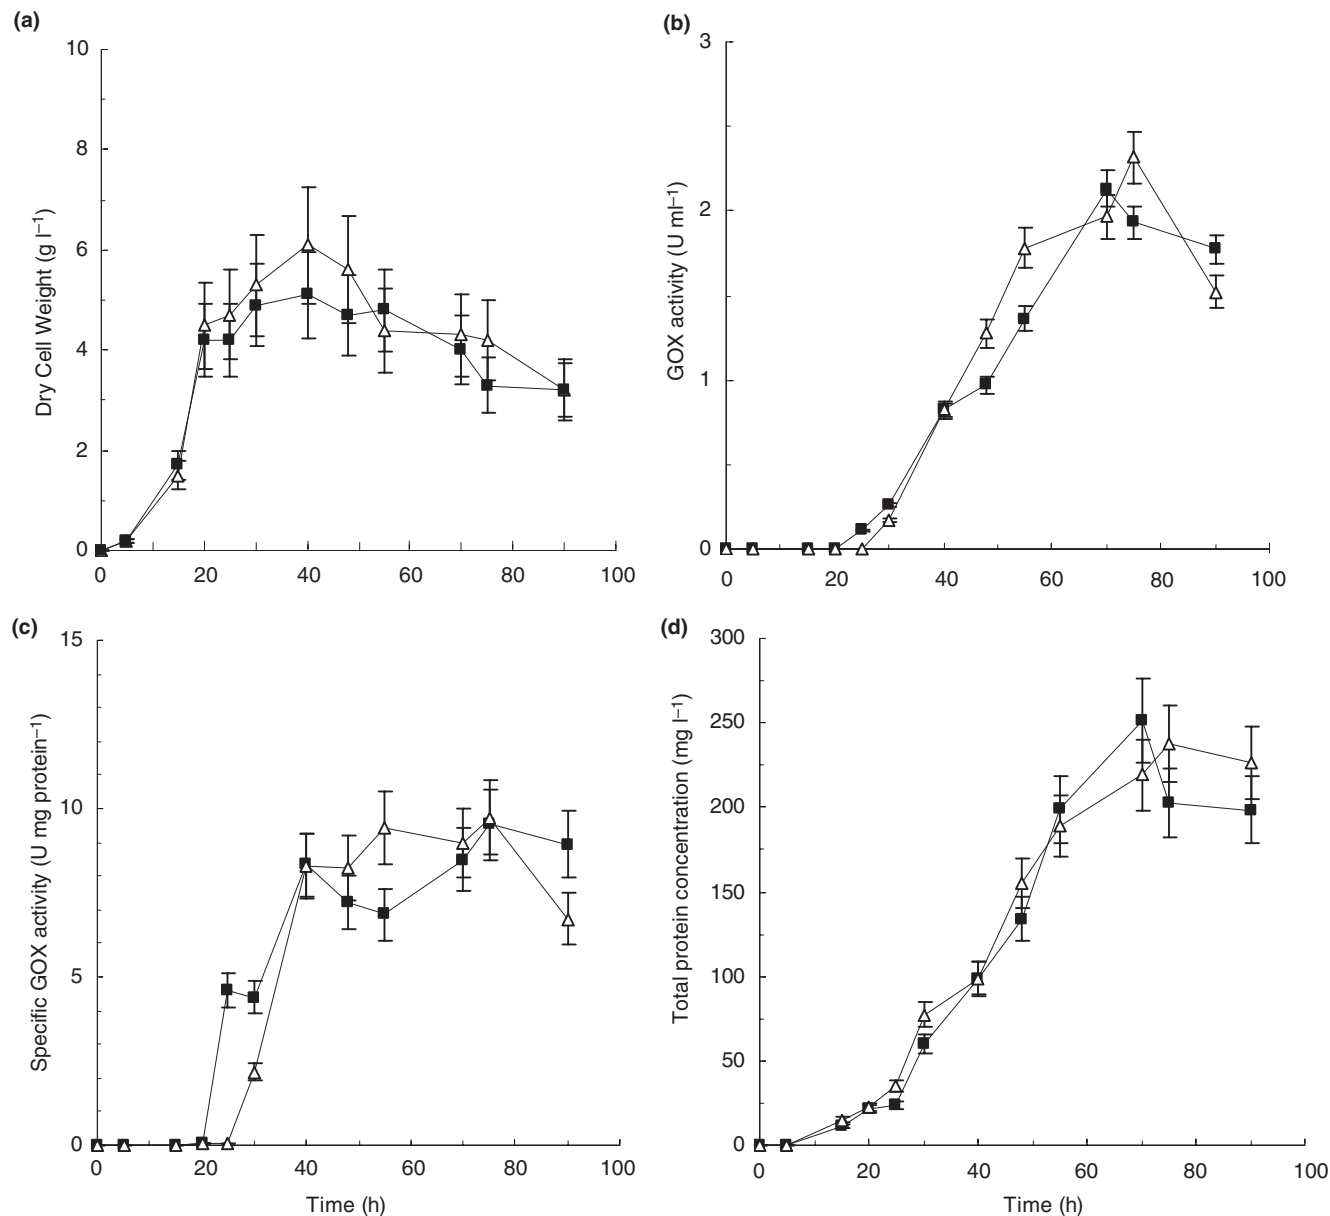 (a)
10
8
6
4
2
0
Dry Cell Weight (g l–1)
0 20 40 60 80 100
(b)
3
2
1
0
GOX activity (U ml–1)
0 20 40 60 80 100
(c)
15
10
5
0
Specific GOX activity (U mg protein–1)
0 20 40 60 80 100
Time (h)
(d)
300
250
200
150
100
50
0
Total protein concentration (mg l–1)
0 20 40 60 80 100
Time (h)